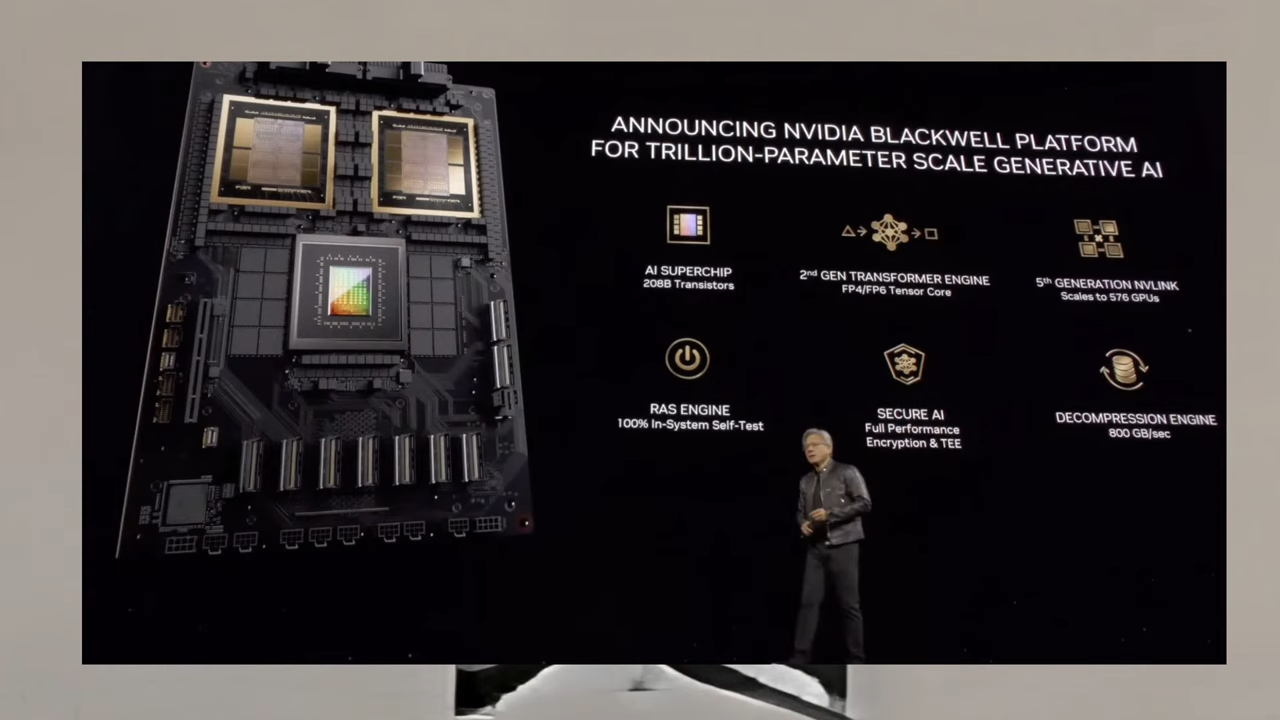 ANNOUNCING NVIDIA BLACKWELL PLATFORM
FOR TRILLION-PARAMETER SCALE GENERATIVE AI
AI SUPERCHIP
208B Transistors
2nd GEN TRANSFORMER ENGINE
FP4/FP6 Tensor Core
5th GENERATION NVLINK
Scales to 576 GPUs
RAS ENGINE
100% In-System Self-Test
SECURE AI
Full Performance
Encryption & TEE
DECOMPRESSION ENGINE
800 GB/sec